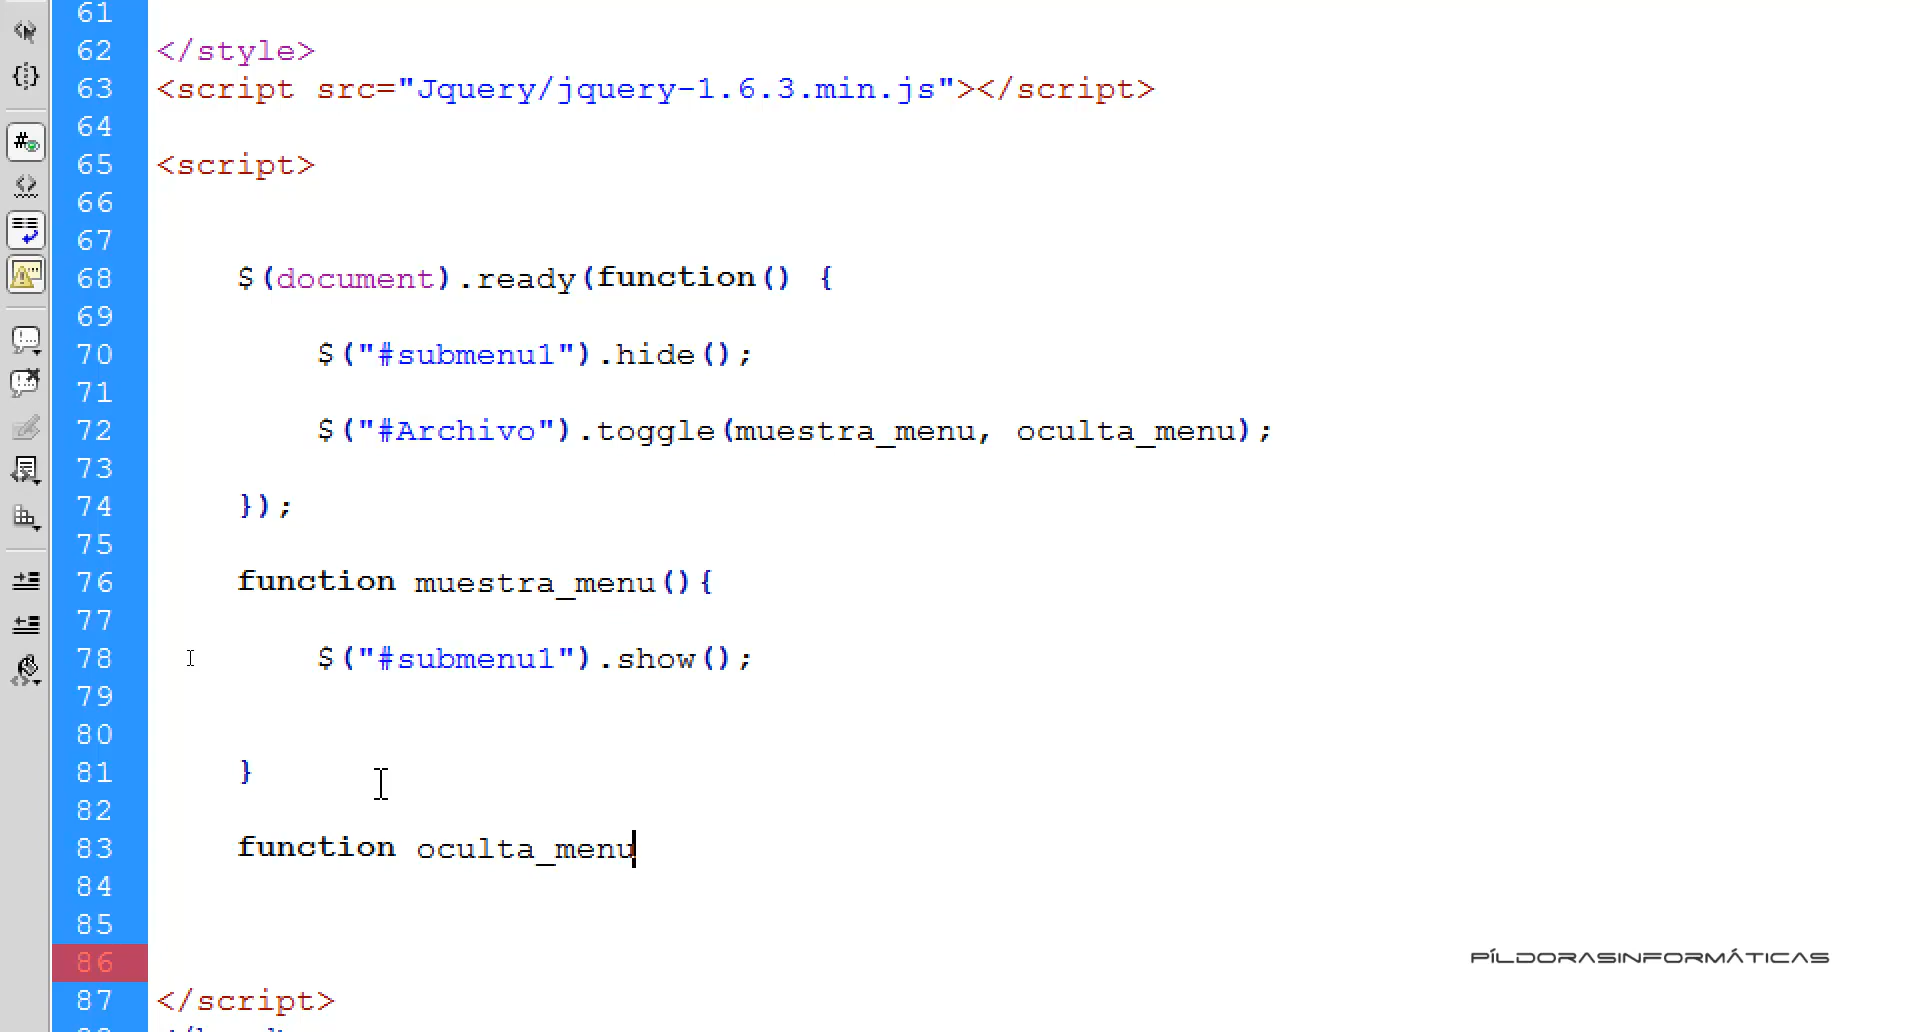 61
62 </style>
63 <script src="Jquery/jquery-1.6.3.min.js"></script>
64
65 <script>
66
67
68 $(document).ready(function() {
69
70 $("#submenu1").hide();
71
72 $("#Archivo").toggle(muestra_menu, oculta_menu);
73
74 });
75
76 function muestra_menu(){
77
78 $("#submenu1").show();
79
80
81 }
82
83 function oculta_menu
84
85
86
PÍLDORASINFORMÁTICAS
87 </script>